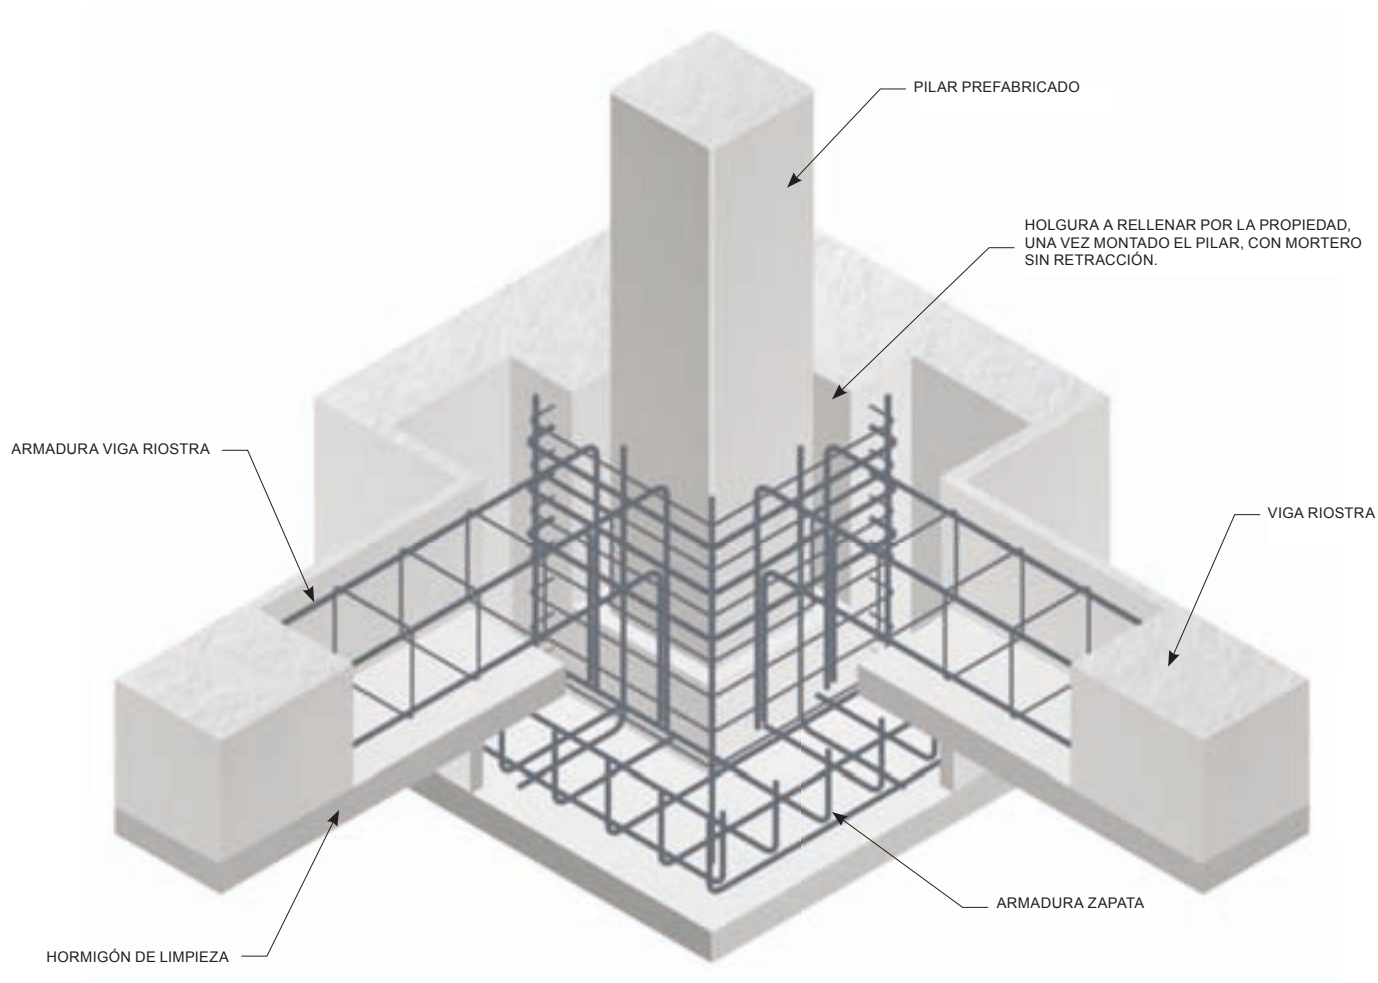 PILAR PREFABRICADO
HOLGURA A RELLENAR POR LA PROPIEDAD,
UNA VEZ MONTADO EL PILAR, CON MORTERO
SIN RETRACCIÓN.
ARMADURA VIGA RIOSTRA
VIGA RIOSTRA
ARMADURA ZAPATA
HORMIGÓN DE LIMPIEZA